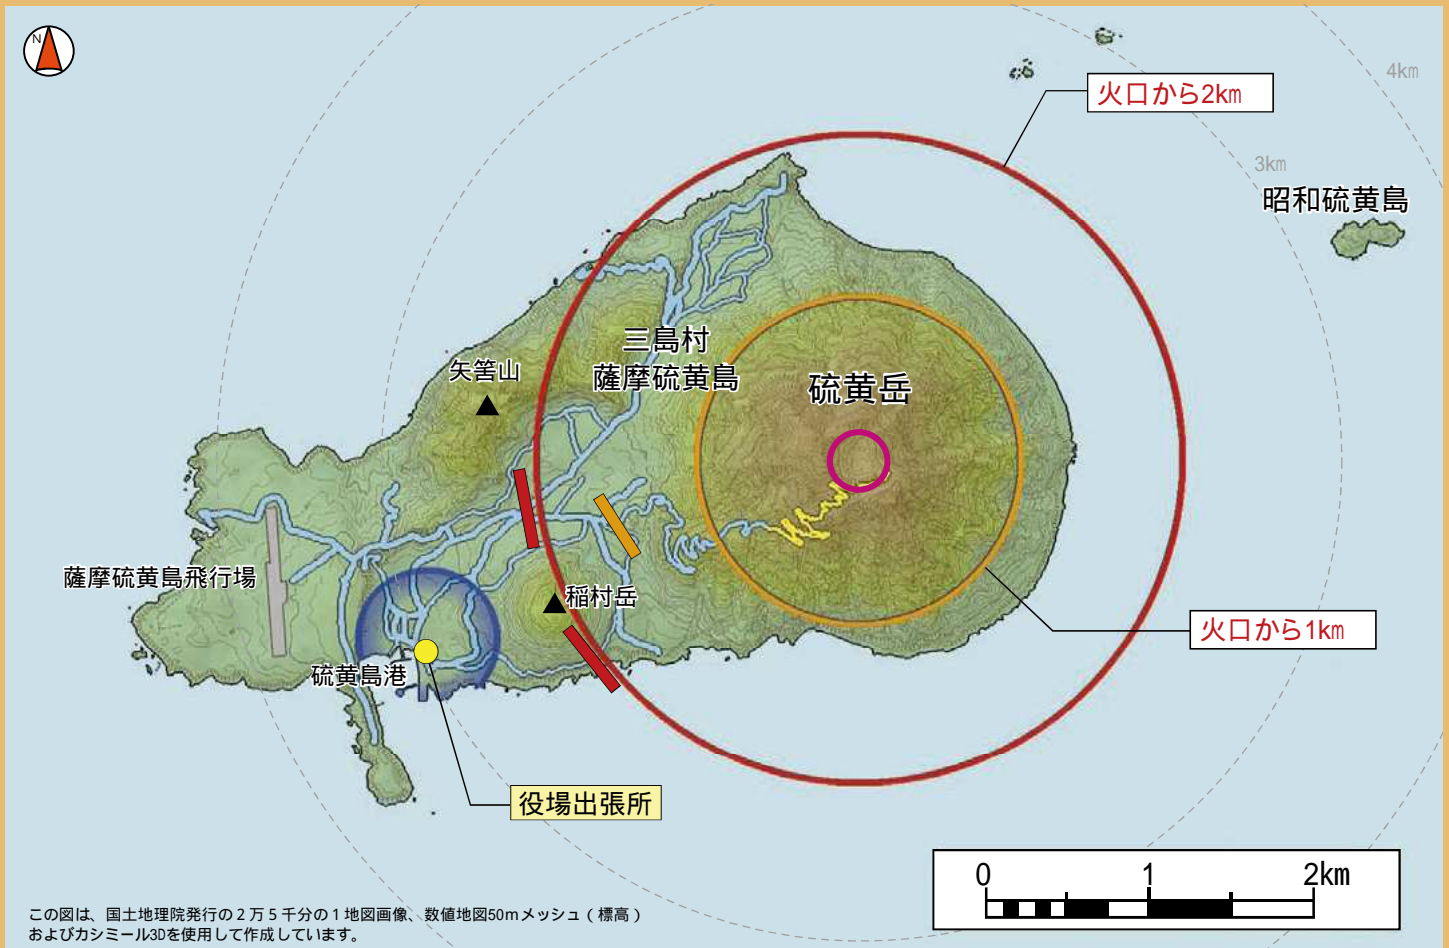 N
火口から2km
4km
3km
昭和硫黄島
三島村
薩摩硫黄島
矢筈山
硫黄岳
薩摩硫黄島飛行場
稲村岳
火口から1km
硫黄島港
役場出張所
0 1 2km
この図は、国土地理院発行の2万5千分の1地図画像、数値地図50mメッシュ(標高)
およびカシミール3Dを使用して作成しています。